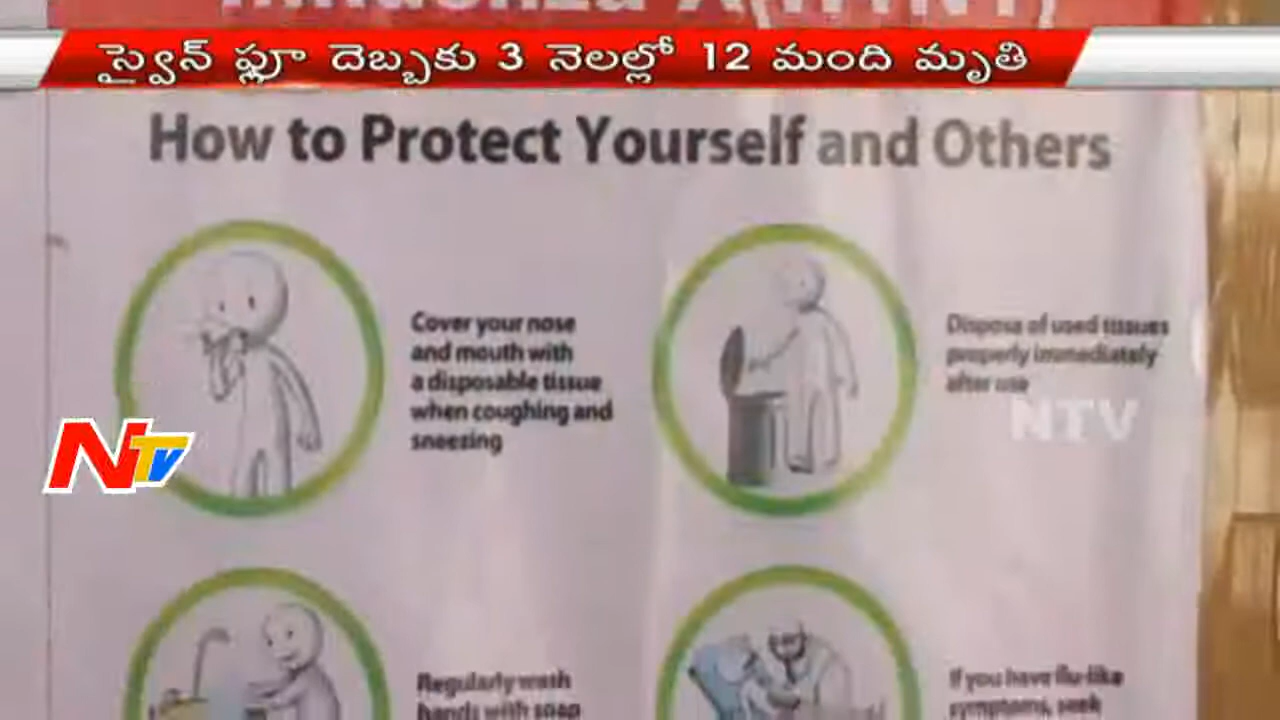 Influenza A(H1N1)
స్వైన్ ఫ్లూ దెబ్బకు 3 నెలల్లో 12 మంది మృతి
How to Protect Yourself and Others
Cover your nose
and mouth with
a disposable tissue
when coughing and
sneezing
Dispose of used tissues
properly immediately
after use
NTV
NTV
Regularly wash
hands with soap
If you have flu-like
symptoms, seek